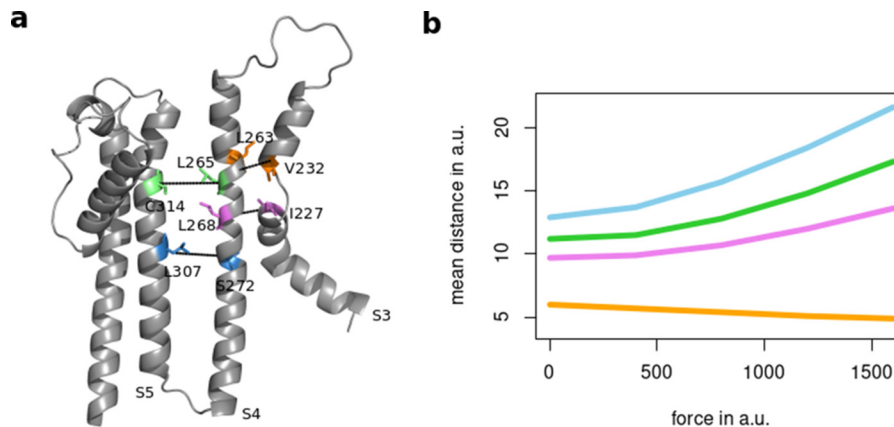 a
L263
L265
V232
C314
I227
L268
L307
S272
S3
S5
S4
b
mean distance in a.u.
20
15
10
5
0
500
1000
1500
force in a.u.